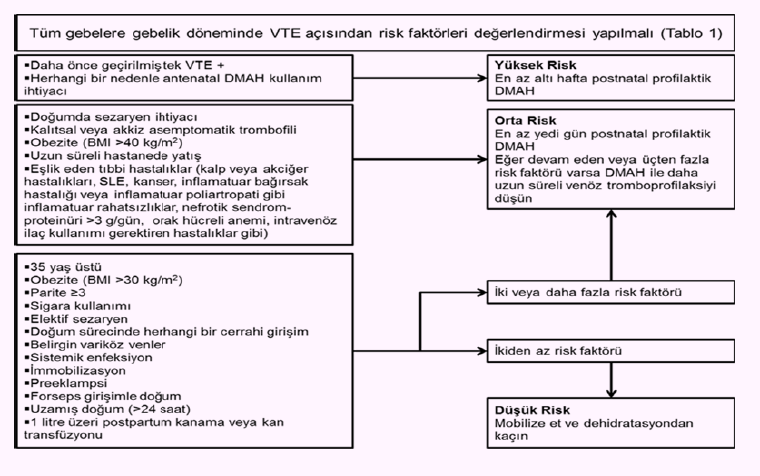 Tüm gebelere gebelik döneminde VTE açısından risk faktörleri değerlendirmesi yapılmalı (Tablo 1)
▪Daha önce geçirilmiştek VTE +
▪Herhangi bir nedenle antenatal DMAH kullanım
ihtiyacı
Yüksek Risk
En az altı hafta postnatal profilaktik
DMAH
▪Doğumda sezaryen ihtiyacı
▪Kalıtsal veya akkiz asemptomatik trombofili
▪Obezite (BMI >40 kg/m²)
▪Uzun süreli hastanede yatış
▪Eşlik eden tıbbi hastalıklar (kalp veya akciğer
hastalıkları, SLE, kanser, inflamatuar bağırsak
hastalığı veya inflamatuar poliartropati gibi
inflamatuar rahatsızlıklar, nefrotik sendrom-
proteinüri >3 g/gün, orak hücreli anemi, intravenöz
ilaç kullanımı gerektiren hastalıklar gibi)
Orta Risk
En az yedi gün postnatal profilaktik
DMAH
Eğer devam eden veya üçten fazla
risk faktörü varsa DMAH ile daha
uzun süreli venöz tromboprofilaksiyi
düşün
▪35 yaş üstü
▪Obezite (BMI >30 kg/m²)
▪Parite ≥3
▪Sigara kullanımı
▪Elektif sezaryen
▪Doğum sürecinde herhangi bir cerrahi girişim
▪Belirgin variköz venler
▪Sistemik enfeksiyon
▪İmmobilizasyon
▪Preeklampsi
▪Forseps girişimle doğum
▪Uzamış doğum (>24 saat)
▪1 litre üzeri postpartum kanama veya kan
transfüzyonu
İki veya daha fazla risk faktörü
İkiden az risk faktörü
Düşük Risk
Mobilize et ve dehidratasyondan
kaçın